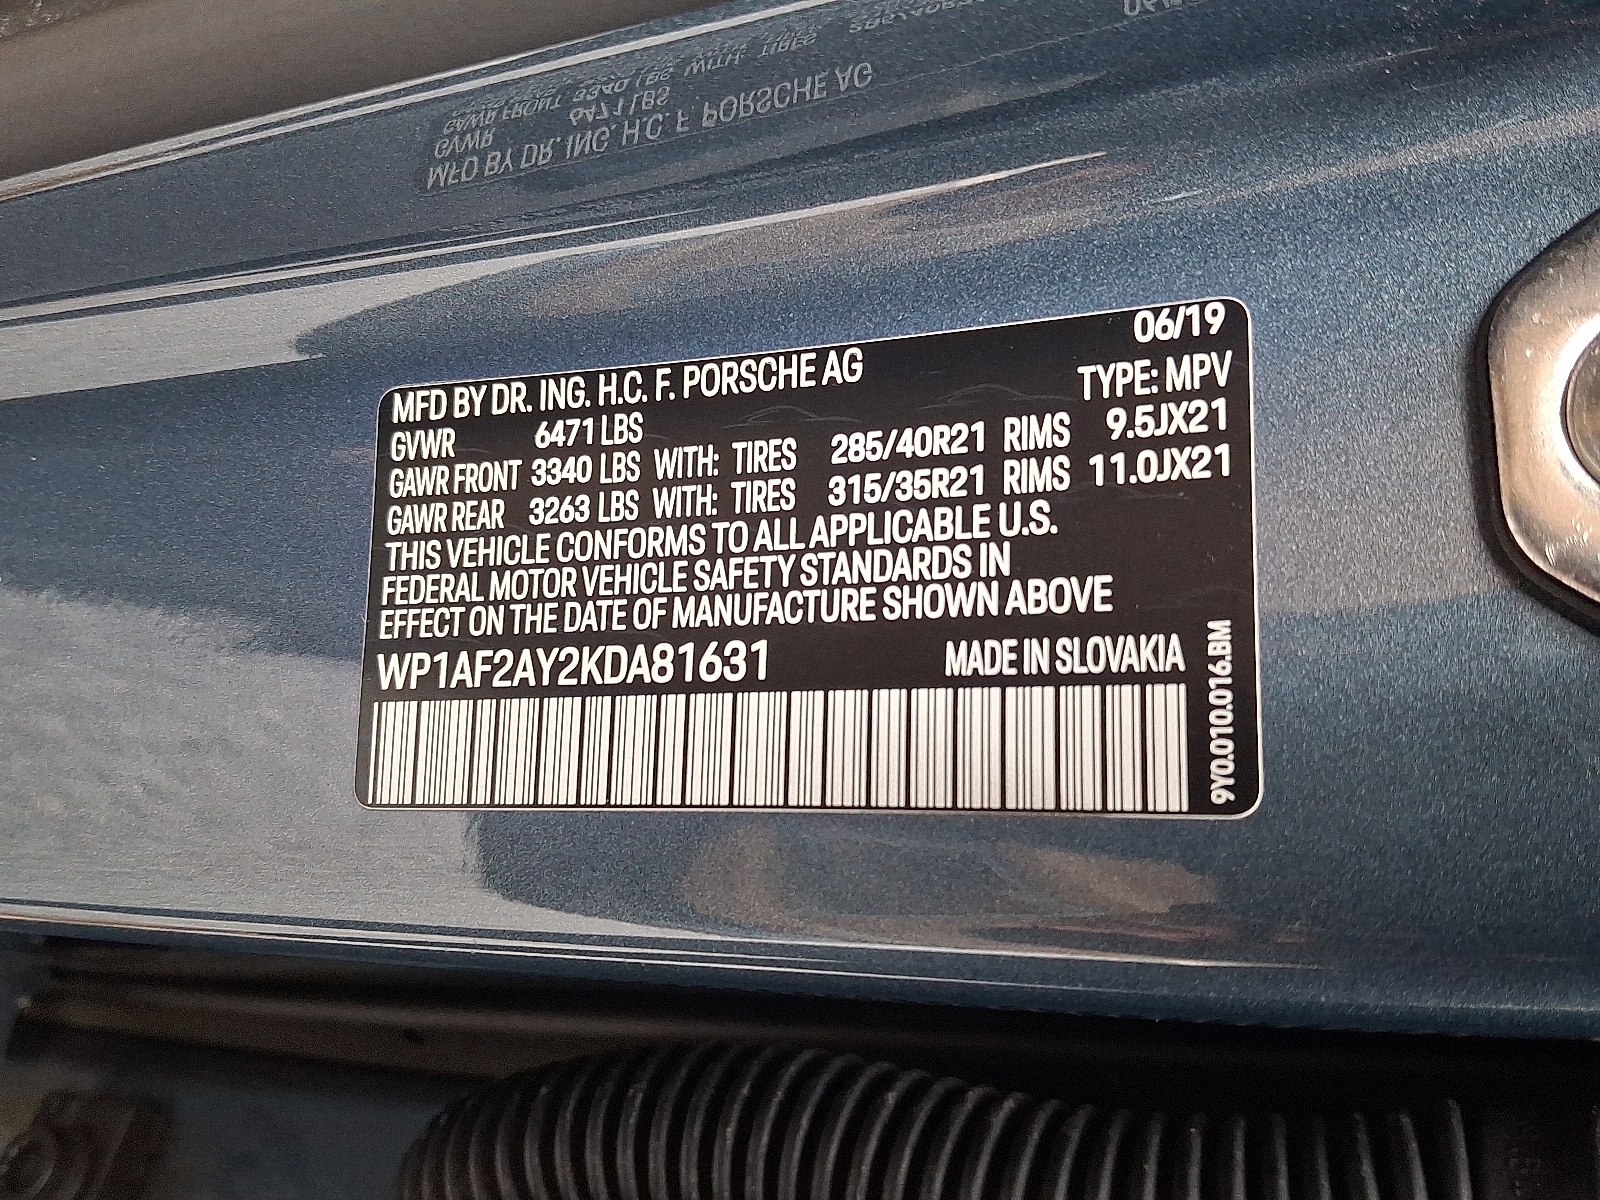 06/19
MFD BY DR. ING. H.C. F. PORSCHE AG TYPE: MPV
GVWR 6471 LBS
GAWR FRONT 3340 LBS WITH: TIRES 285/40R21 RIMS 9.5JX21
GAWR REAR 3263 LBS WITH: TIRES 315/35R21 RIMS 11.0JX21
THIS VEHICLE CONFORMS TO ALL APPLICABLE U.S.
FEDERAL MOTOR VEHICLE SAFETY STANDARDS IN
EFFECT ON THE DATE OF MANUFACTURE SHOWN ABOVE
WP1AF2AY2KDA81631 MADE IN SLOVAKIA
9Y0.010.016.BM